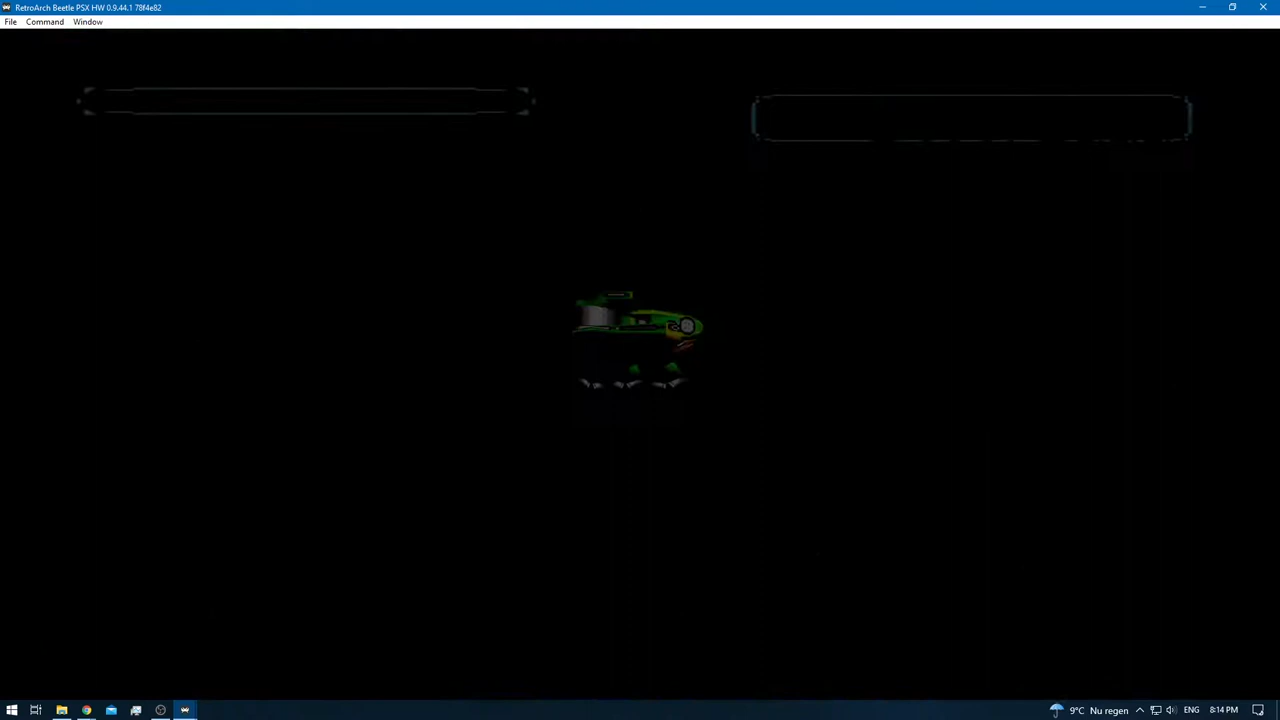 RetroArch Beetle PSX HW 0.9.44.1 78f4e82
File Command Window
9°C Nu regen ENG 8:14 PM